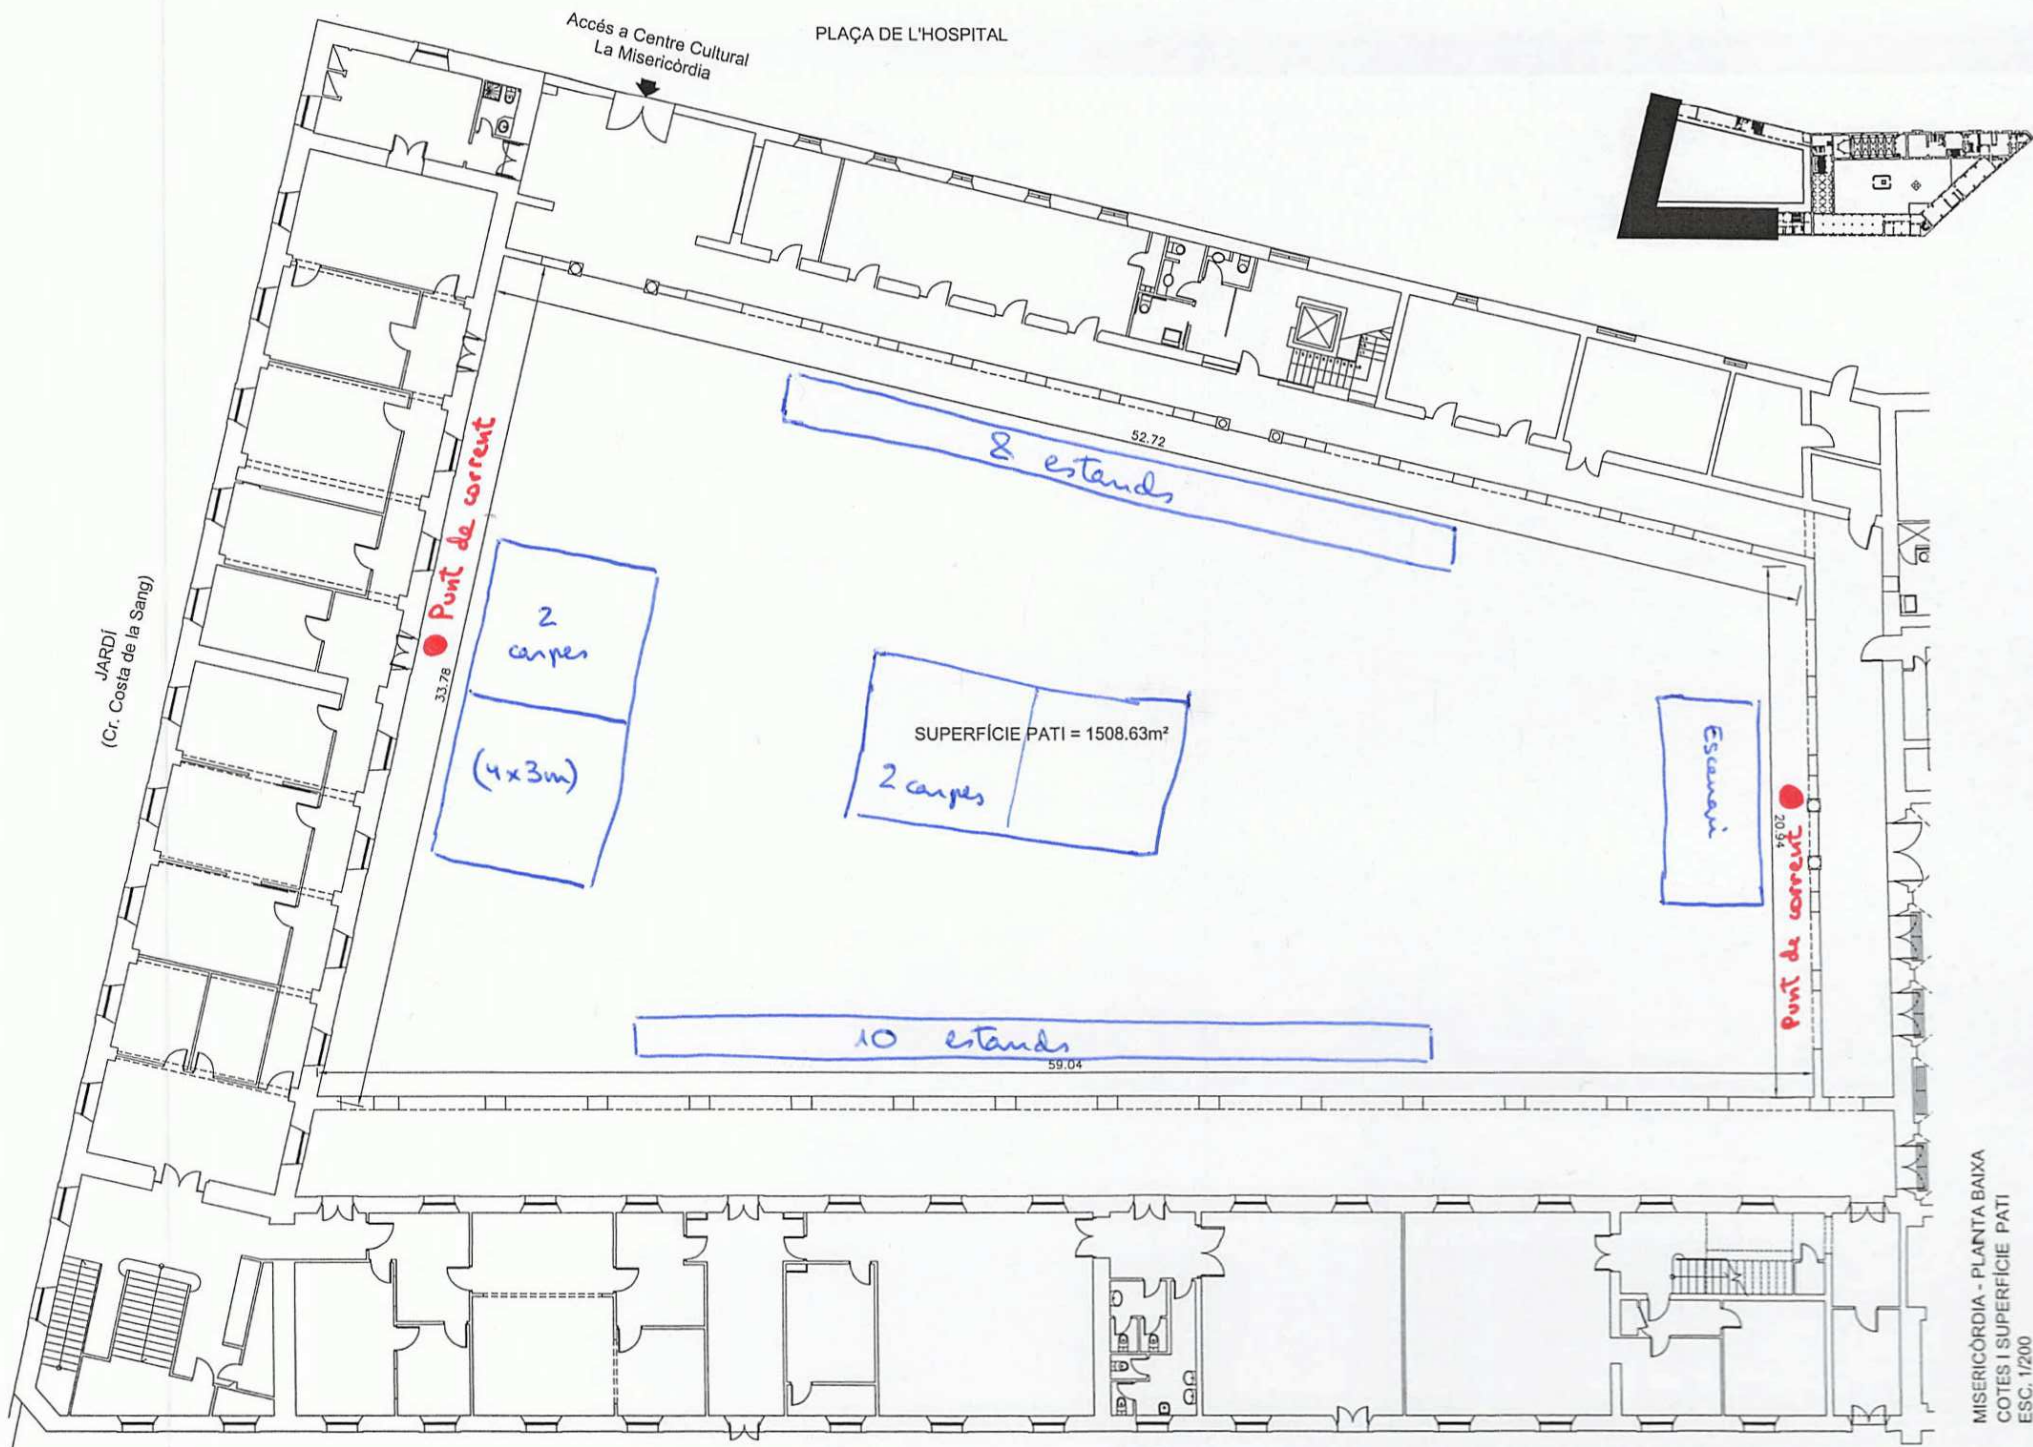 Accés a Centre Cultural
La Misericòrdia
PLAÇA DE L'HOSPITAL
Punt de corrent
52.72
8 estands
JARDÍ
(Cr. Costa de la Sang)
33.78
2
carpes
(4x3m)
SUPERFÍCIE PATI = 1508.63m²
2 carpes
Escenari
20.94
Punt de corrent
10 estands
59.04
MISERICÒRDIA - PLANTA BAIXA
COTES I SUPERFÍCIE PATI
ESC. 1/200